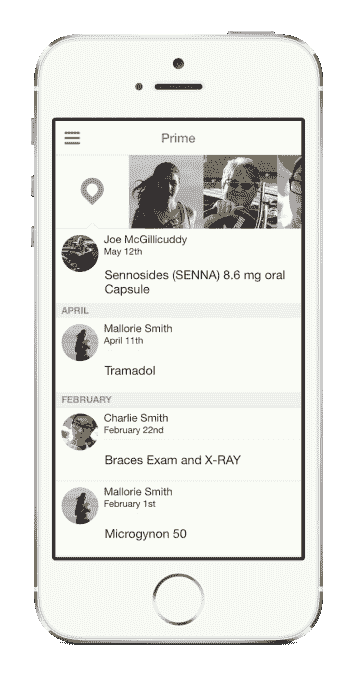 Prime
Joe McGillicuddy
May 12th
Sennosides (SENNA) 8.6 mg oral
Capsule
APRIL
Mallorie Smith
April 11th
Tramadol
FEBRUARY
Charlie Smith
February 22nd
Braces Exam and X-RAY
Mallorie Smith
February 1st
Microgynon 50